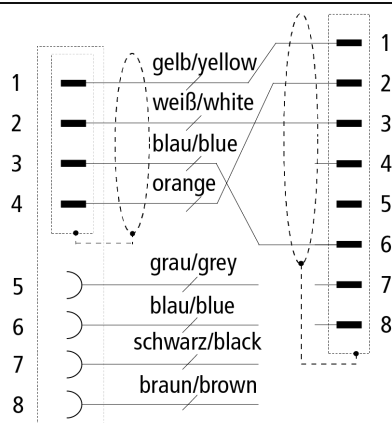 1
gelb/yellow
1
2
weiß/white
2
3
blau/blue
3
4
orange
4
5
6
5
grau/grey
7
6
blau/blue
8
7
schwarz/black
8
braun/brown